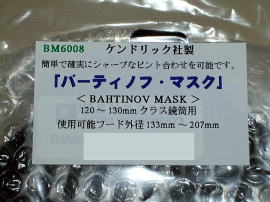 BM6008 ケンドリック社製
簡単で確実にシャープなピント合わせを可能です。
『バーティノフ・マスク』
＜BAHTINOV MASK＞
120～130mmクラス鏡筒用
使用可能フード外径133mm～207mm